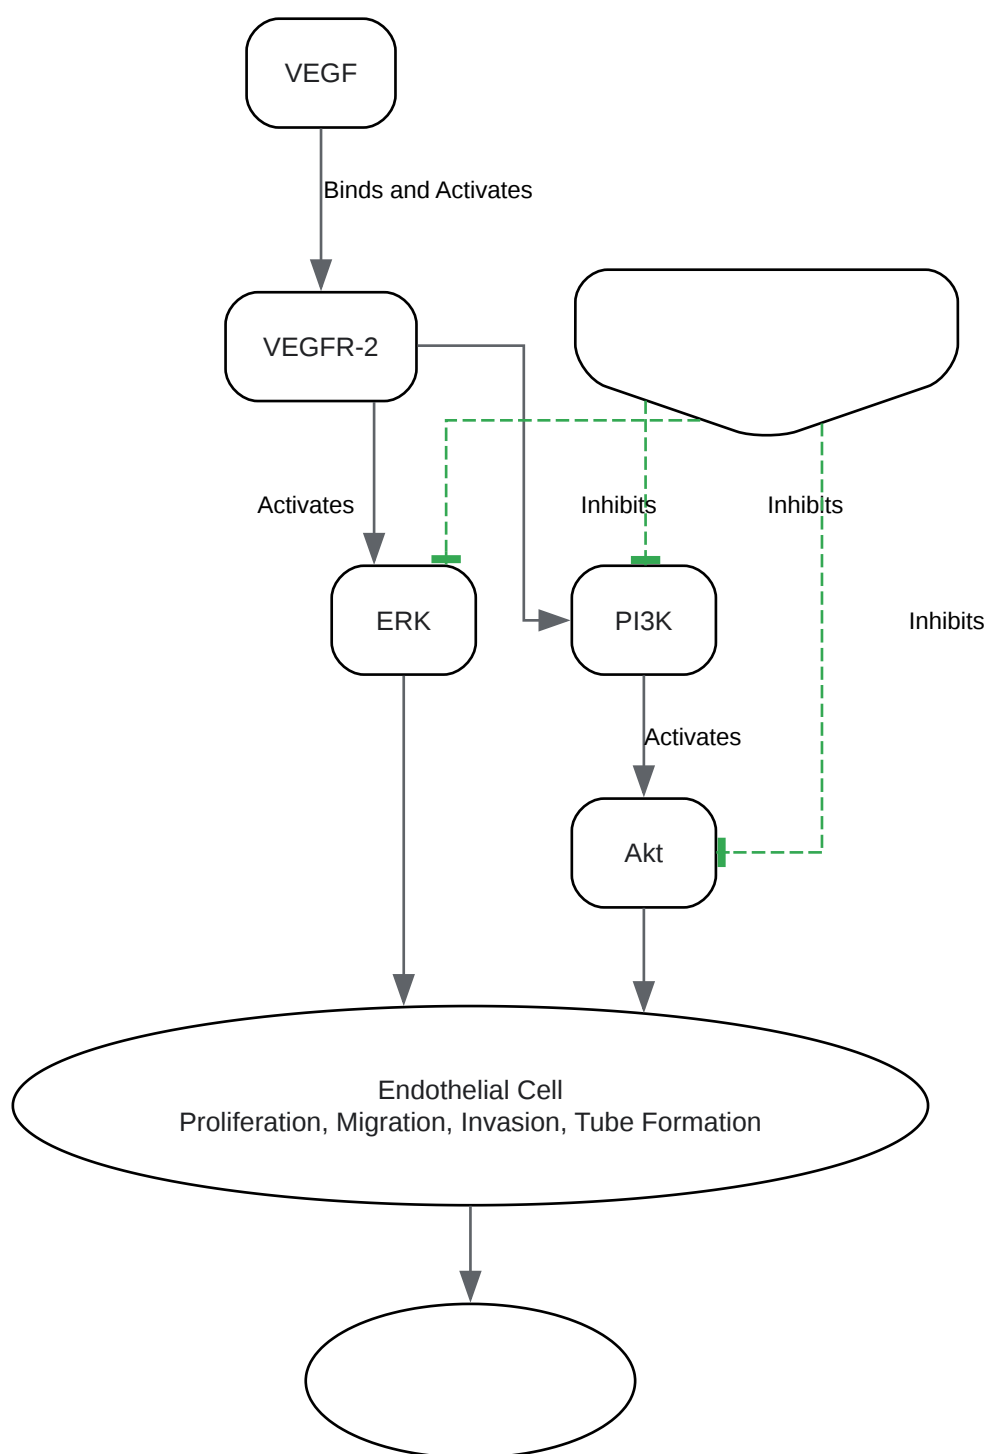 VEGF
Binds and Activates
VEGFR-2
Activates
Inhibits
Inhibits
ERK
PI3K
Inhibits
Activates
Akt
Endothelial Cell
Proliferation, Migration, Invasion, Tube Formation